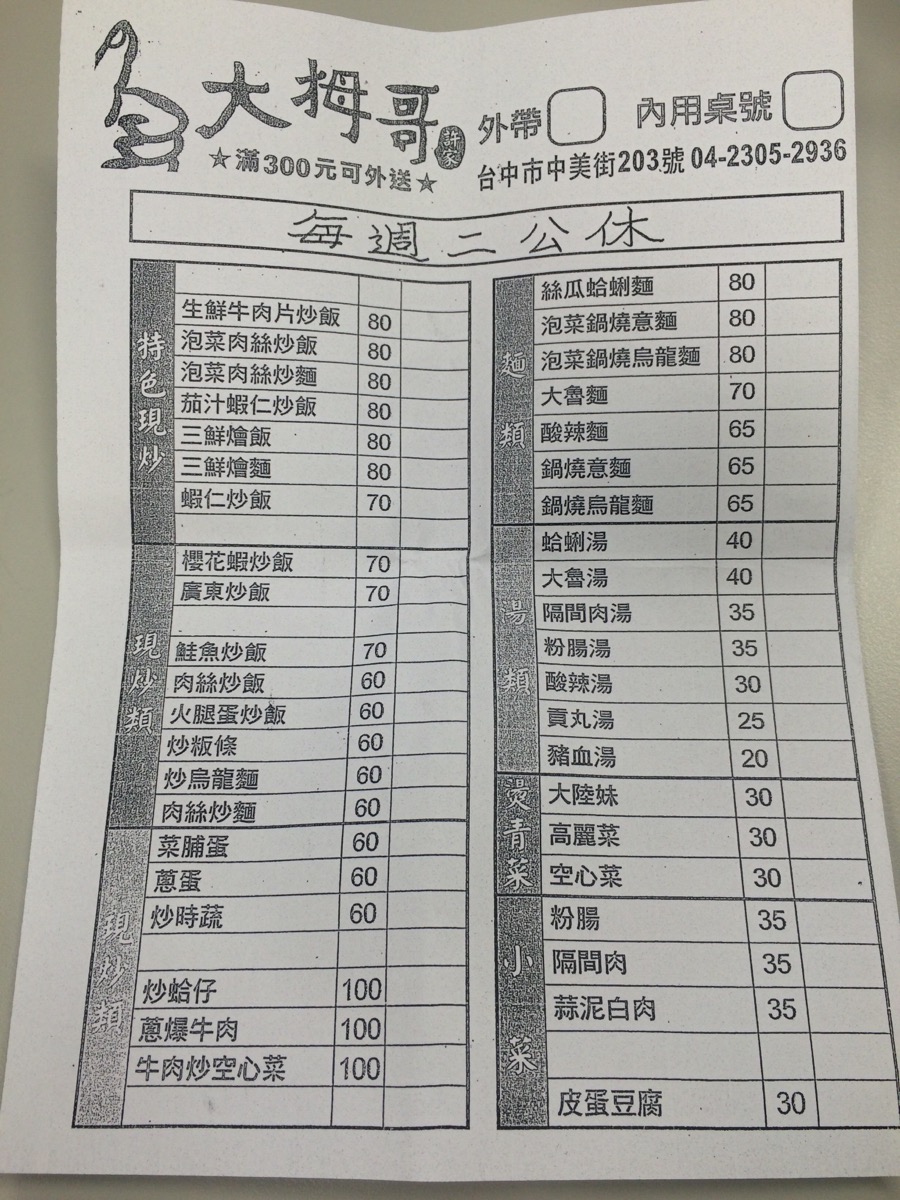 大拇哥
許家
外帶
內用桌號
☆滿300元可外送☆
台中市中美街203號 04-2305-2936
每週二公休
特色現炒
生鮮牛肉片炒飯 80
泡菜肉絲炒飯 80
泡菜肉絲炒麵 80
茄汁蝦仁炒飯 80
三鮮燴飯 80
三鮮燴麵 80
蝦仁炒飯 70
現炒類
櫻花蝦炒飯 70
廣東炒飯 70
鮭魚炒飯 70
肉絲炒飯 60
火腿蛋炒飯 60
炒粄條 60
炒烏龍麵 60
肉絲炒麵 60
現炒類
菜脯蛋 60
蔥蛋 60
炒時蔬 60
炒蛤仔 100
蔥爆牛肉 100
牛肉炒空心菜 100
麵類
絲瓜蛤蜊麵 80
泡菜鍋燒意麵 80
泡菜鍋燒烏龍麵 80
大魯麵 70
酸辣麵 65
鍋燒意麵 65
鍋燒烏龍麵 65
湯類
蛤蜊湯 40
大魯湯 40
隔間肉湯 35
粉腸湯 35
酸辣湯 30
貢丸湯 25
豬血湯 20
燙青菜
大陸妹 30
高麗菜 30
空心菜 30
小菜
粉腸 35
隔間肉 35
蒜泥白肉 35
皮蛋豆腐 30